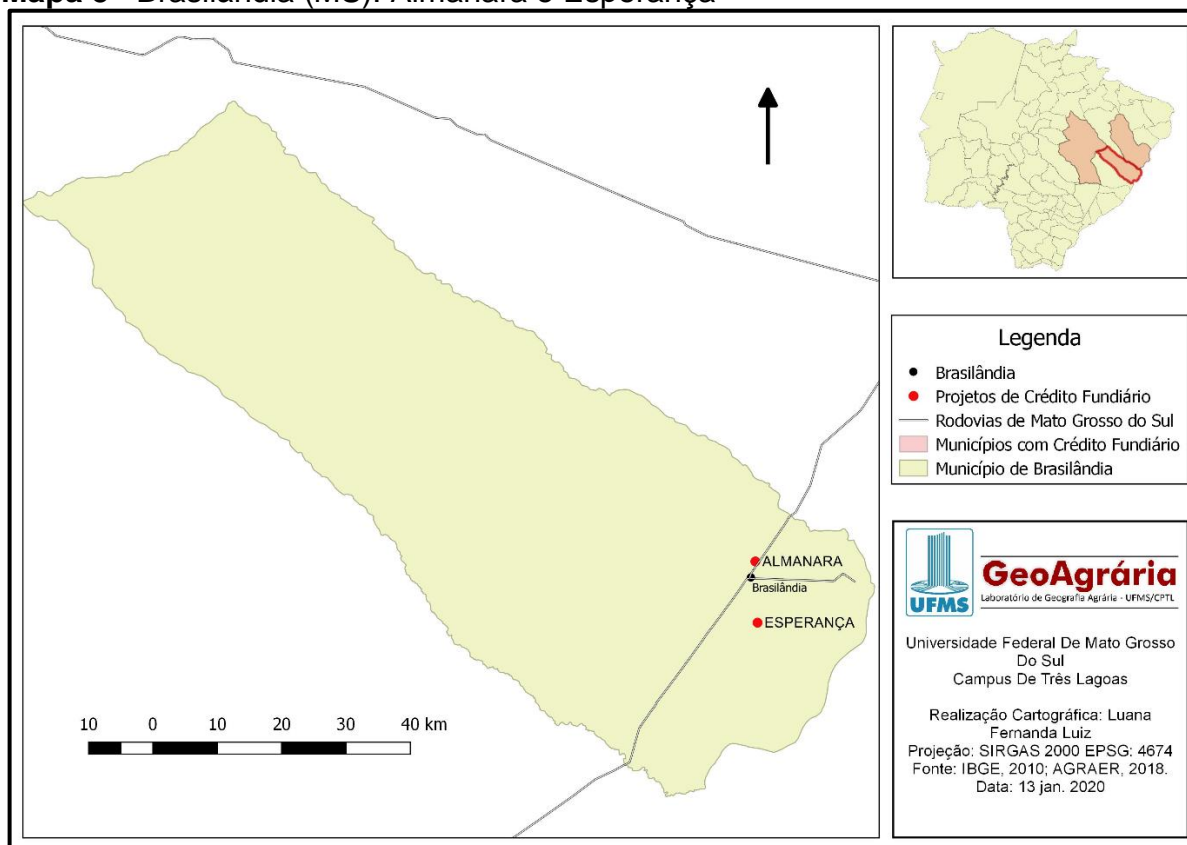 Mapa 3 - Brasilândia (MS): Almanara e Esperança
ALMANARA
Brasilândia
ESPERANÇA
10 0 10 20 30 40 km
Legenda
Brasilândia
Projetos de Crédito Fundiário
Rodovias de Mato Grosso do Sul
Municípios com Crédito Fundiário
Município de Brasilândia
UFMS
GeoAgrária
Laboratório de Geografia Agrária - UFMS/CPTL
Universidade Federal De Mato Grosso
Do Sul
Campus De Três Lagoas
Realização Cartográfica: Luana
Fernanda Luiz
Projeção: SIRGAS 2000 EPSG: 4674
Fonte: IBGE, 2010; AGRAER, 2018.
Data: 13 jan. 2020